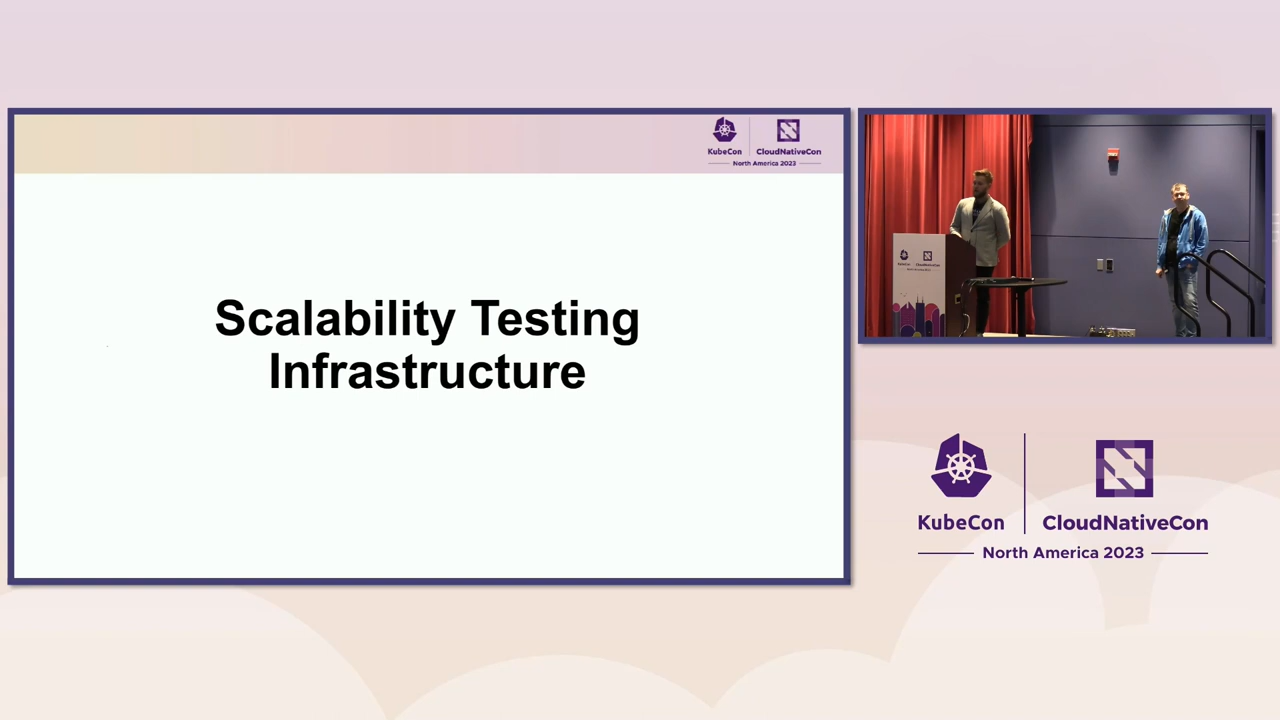 KubeCon
CloudNativeCon
North America 2023
Scalability Testing
Infrastructure
KubeCon
CloudNativeCon
North America 2023